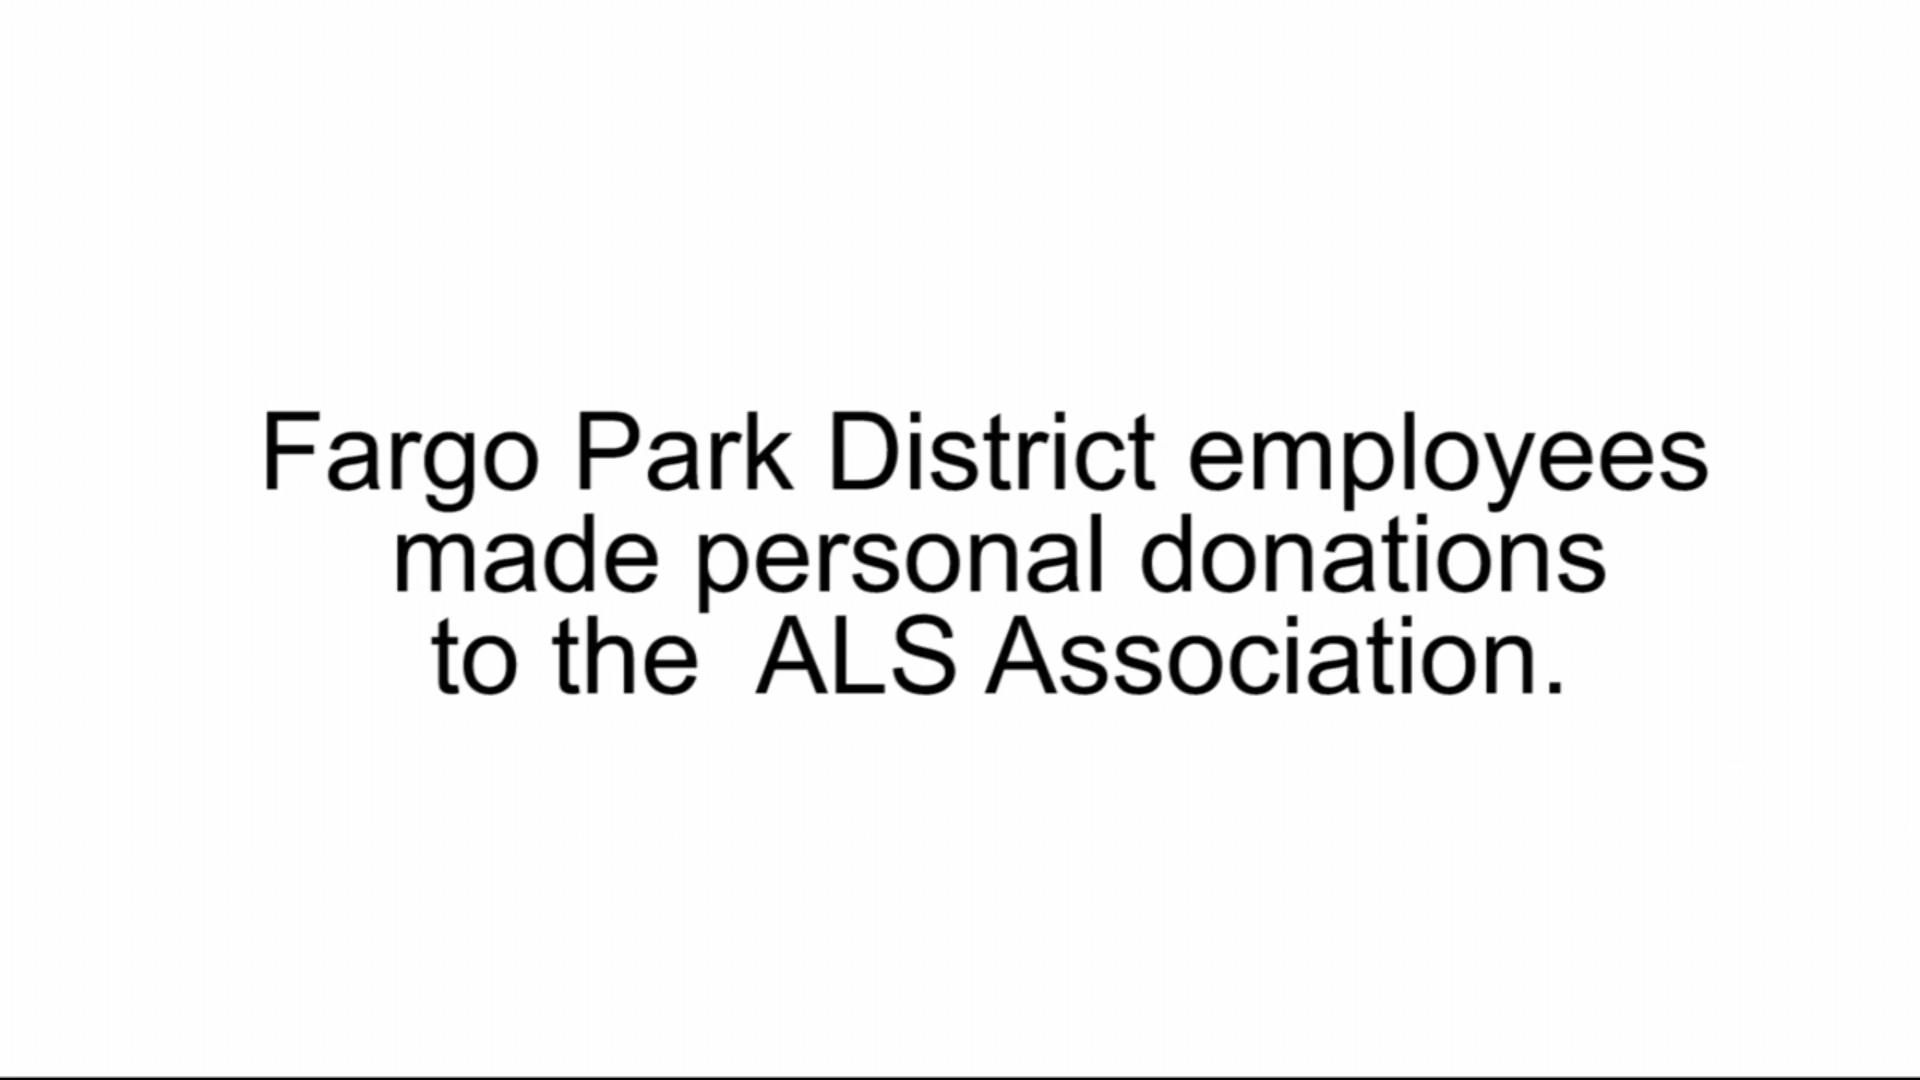 Fargo Park District employees
made personal donations
to the  ALS Association.